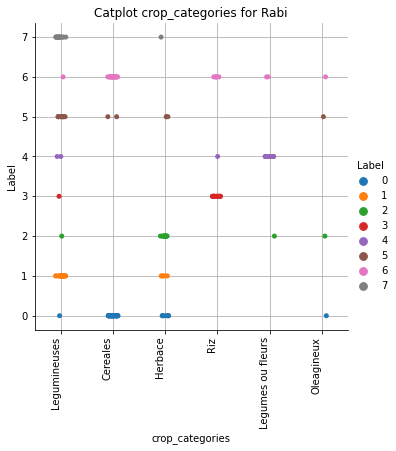 Catplot crop_categories for Rabi
Label
7
6
5
4
3
2
1
0
Label
0
1
2
3
4
5
6
7
Legumineuses
Cereales
Herbace
Riz
Legumes ou fleurs
Oleagineux
crop_categories